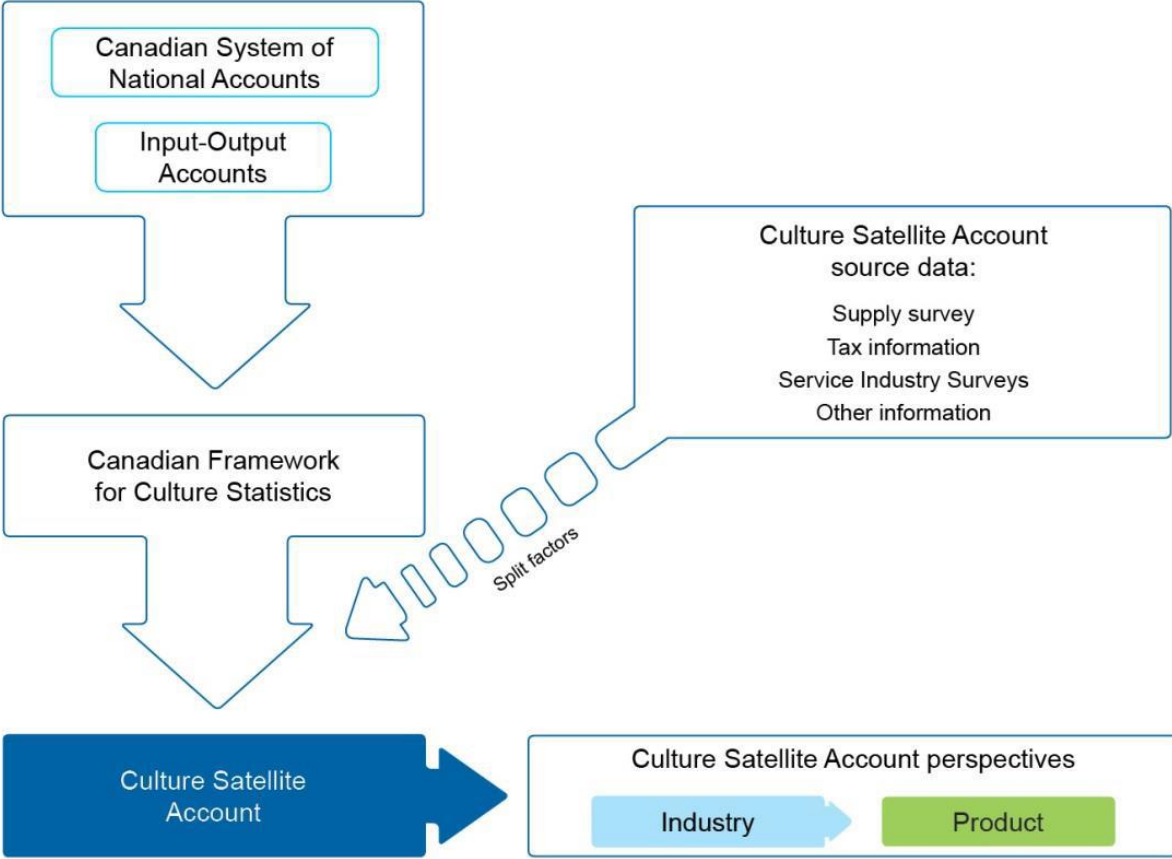 Canadian System of
National Accounts
Input-Output
Accounts
Culture Satellite Account
source data:
Supply survey
Tax information
Service Industry Surveys
Other information
Canadian Framework
for Culture Statistics
Split factors
Culture Satellite
Account
Culture Satellite Account perspectives
Industry
Product